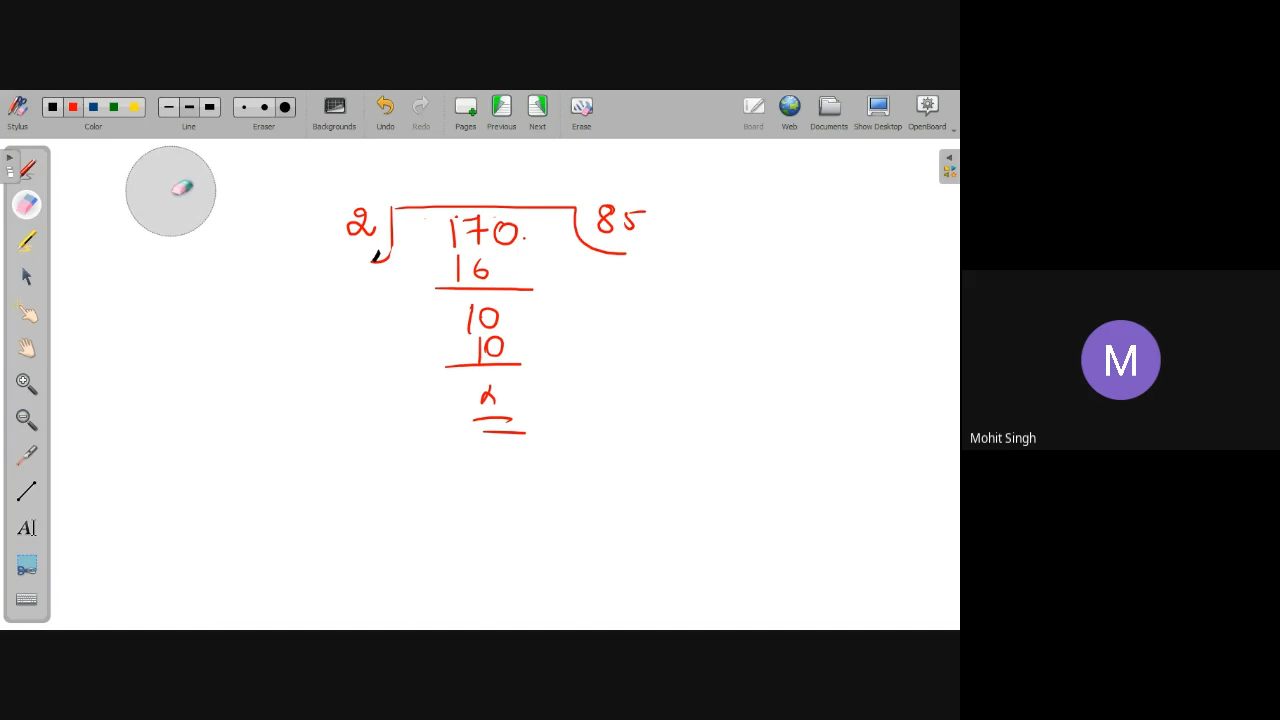 Stylus Color Line Eraser Backgrounds Undo Redo Pages Previous Next Erase Board Web Documents Show Desktop OpenBoard
2 170. 85
16
10
10
x
A
M
Mohit Singh